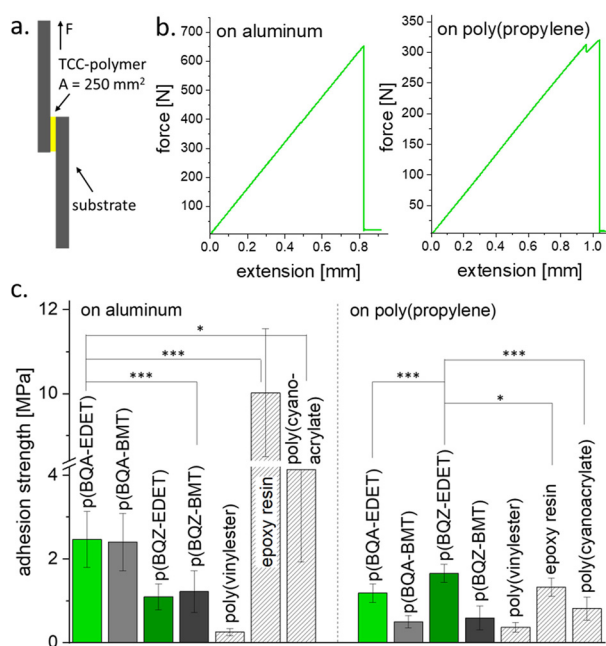 a.
F
TCC-polymer
A = 250 mm²
substrate
b.
on aluminum
force [N]
700
600
500
400
300
200
100
0.0 0.2 0.4 0.6 0.8
extension [mm]
on poly(propylene)
force [N]
350
300
250
200
150
100
50
0.0 0.2 0.4 0.6 0.8 1.0
extension [mm]
c.
on aluminum
on poly(propylene)
adhesion strength [MPa]
12
10
4
2
0
*
***
***
p(BQA-EDET)
p(BQA-BMT)
p(BQZ-EDET)
p(BQZ-BMT)
poly(vinylester)
epoxy resin
poly(cyano-
acrylate)
***
***
*
p(BQA-EDET)
p(BQA-BMT)
p(BQZ-EDET)
p(BQZ-BMT)
poly(vinylester)
epoxy resin
poly(cyanoacrylate)